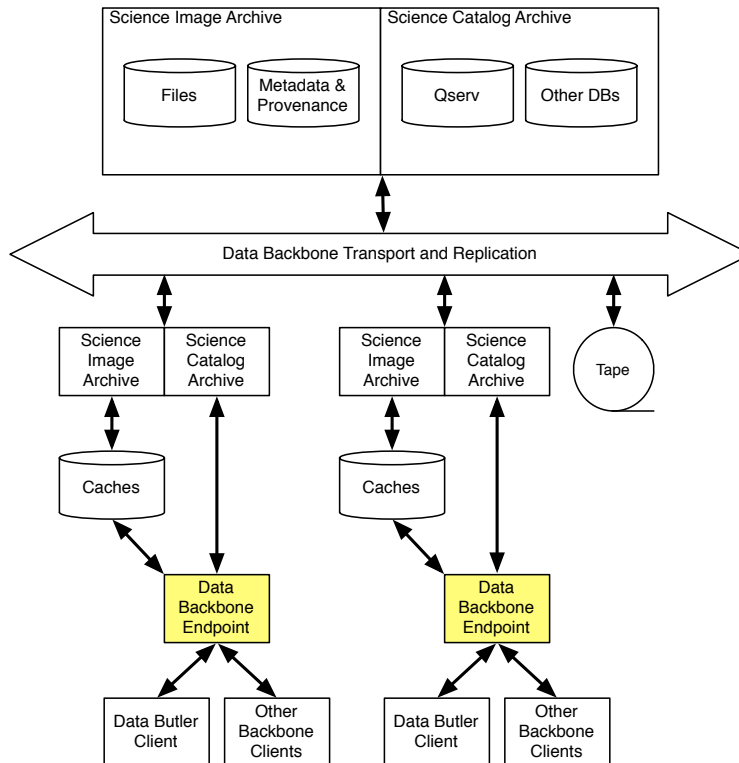 Science Image Archive
Science Catalog Archive
Files
Metadata &
Provenance
Qserv
Other DBs
Data Backbone Transport and Replication
Science
Image
Archive
Science
Catalog
Archive
Science
Image
Archive
Science
Catalog
Archive
Tape
Caches
Caches
Data
Backbone
Endpoint
Data
Backbone
Endpoint
Data Butler
Client
Other
Backbone
Clients
Data Butler
Client
Other
Backbone
Clients